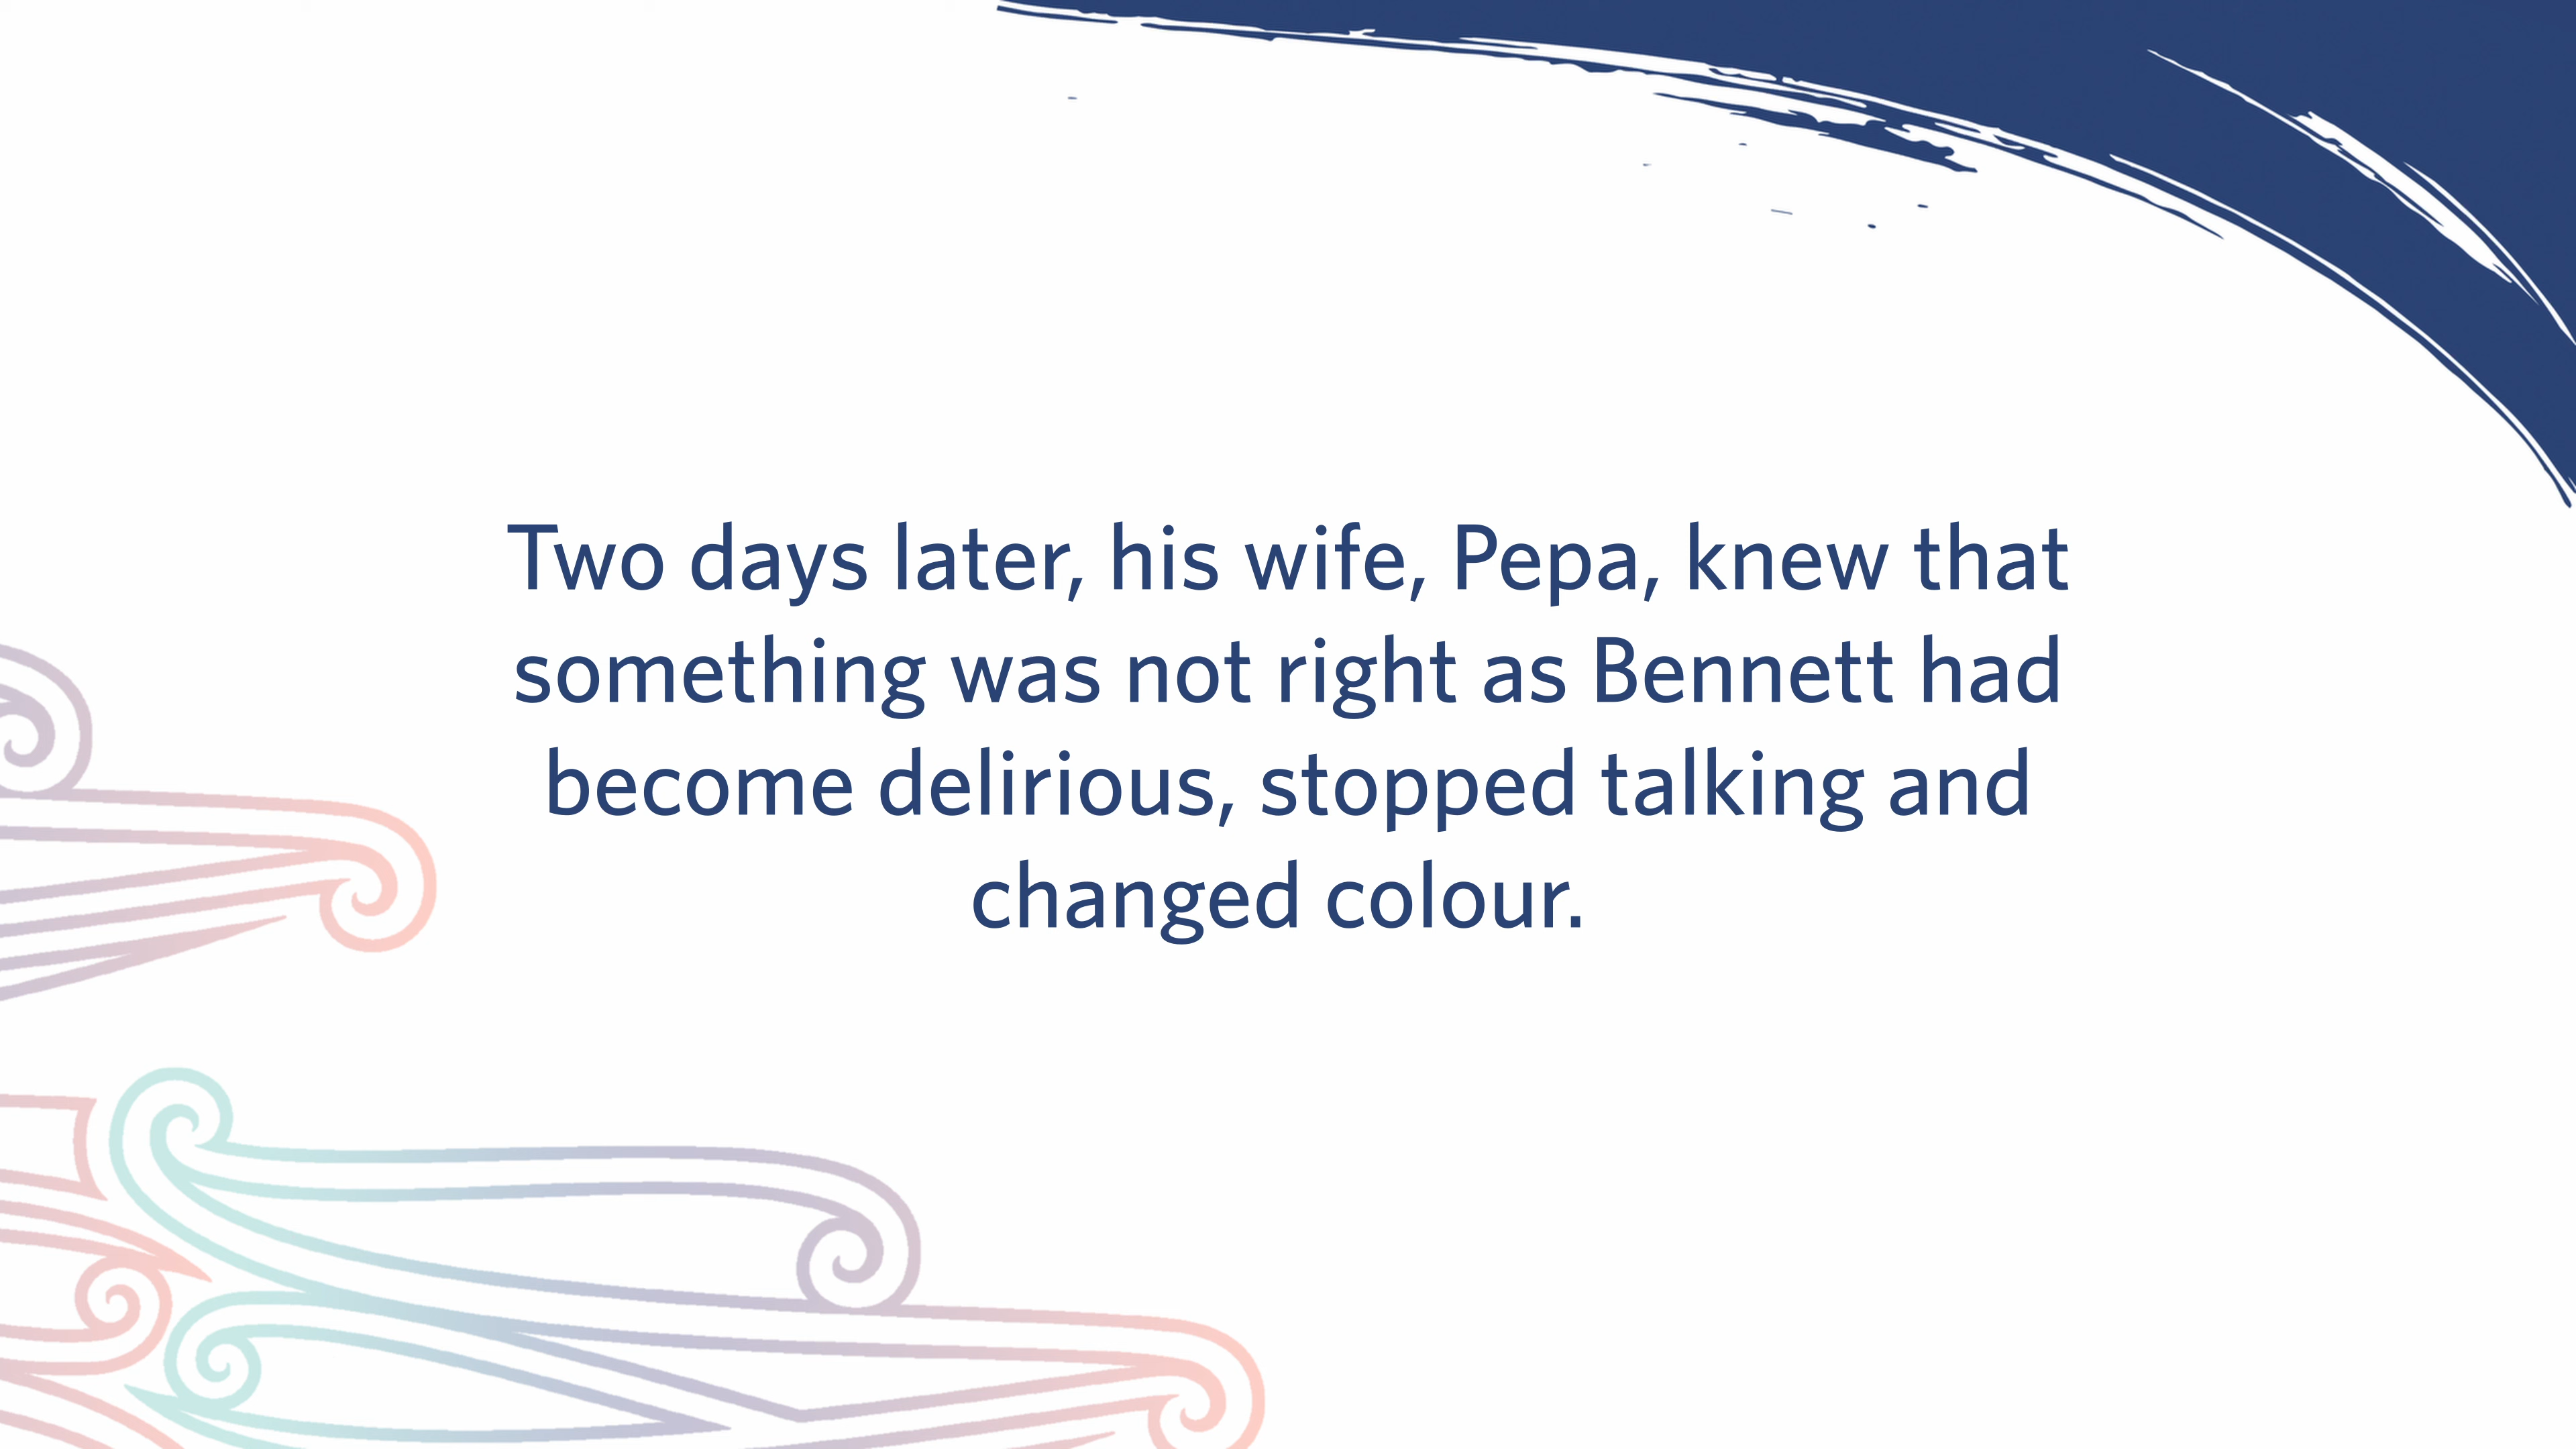 Two days later, his wife, Pepa, knew that
something was not right as Bennett had
become delirious, stopped talking and
changed colour.